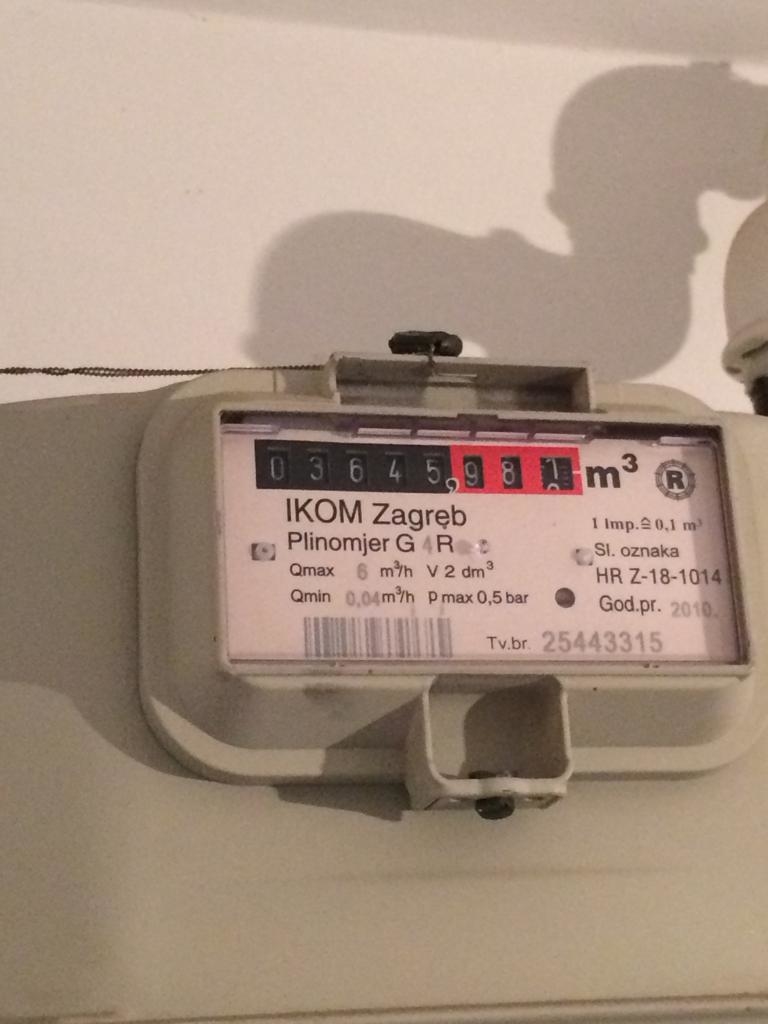 03645,981 m³ R
IKOM Zagreb
1 Imp.≙0,1 m³
Plinomjer G 4 R
Sl. oznaka
Qmax 6 m³/h V 2 dm³
HR Z-18-1014
Qmin 0,04 m³/h p max 0,5 bar
God.pr. 2010.
Tv.br. 25443315